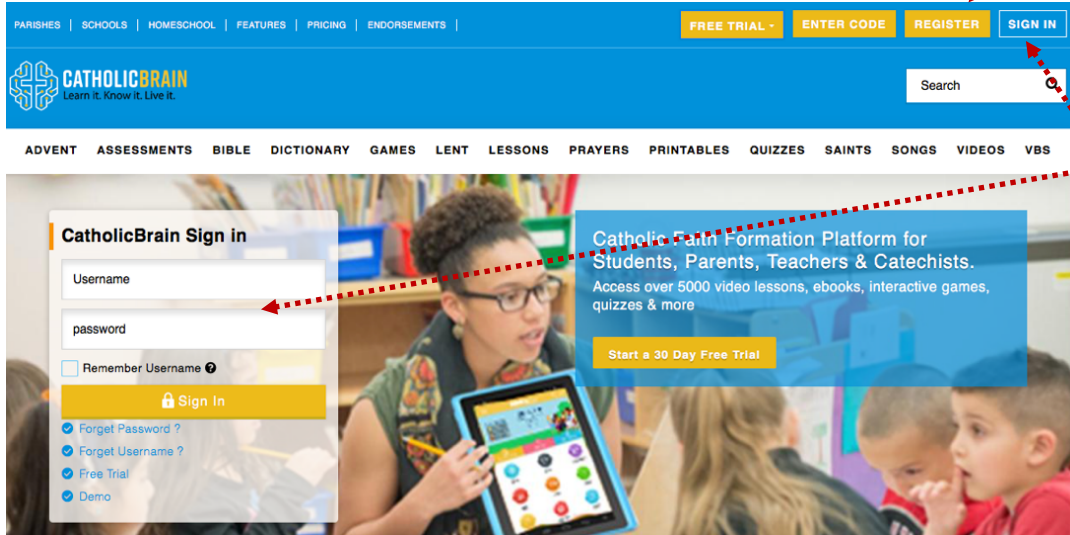 PARISHES | SCHOOLS | HOMESCHOOL | FEATURES | PRICING | ENDORSEMENTS |
FREE TRIAL
ENTER CODE
REGISTER
SIGN IN
CATHOLICBRAIN
Learn it. Know it. Live it.
Search
ADVENT ASSESSMENTS BIBLE DICTIONARY GAMES LENT LESSONS PRAYERS PRINTABLES QUIZZES SAINTS SONGS VIDEOS VBS
CatholicBrain Sign in
Username
password
Remember Username
Sign In
Forget Password ?
Forget Username ?
Free Trial
Demo
Catholic Faith Formation Platform for
Students, Parents, Teachers & Catechists.
Access over 5000 video lessons, ebooks, interactive games,
quizzes & more
Start a 30 Day Free Trial